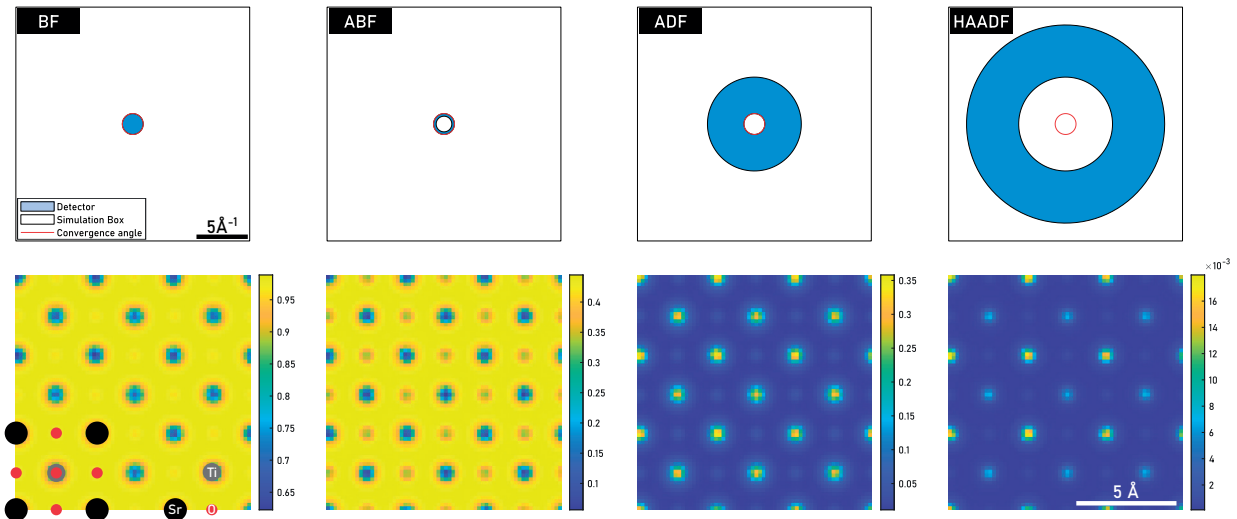 BF
ABF
ADF
HAADF
Detector
Simulation Box
Convergence angle
5Å⁻¹
0.95
0.9
0.85
0.8
0.75
0.7
0.65
Ti
Sr
O
0.4
0.35
0.3
0.25
0.2
0.15
0.1
0.35
0.3
0.25
0.2
0.15
0.1
0.05
×10⁻³
16
14
12
10
8
6
4
2
5 Å